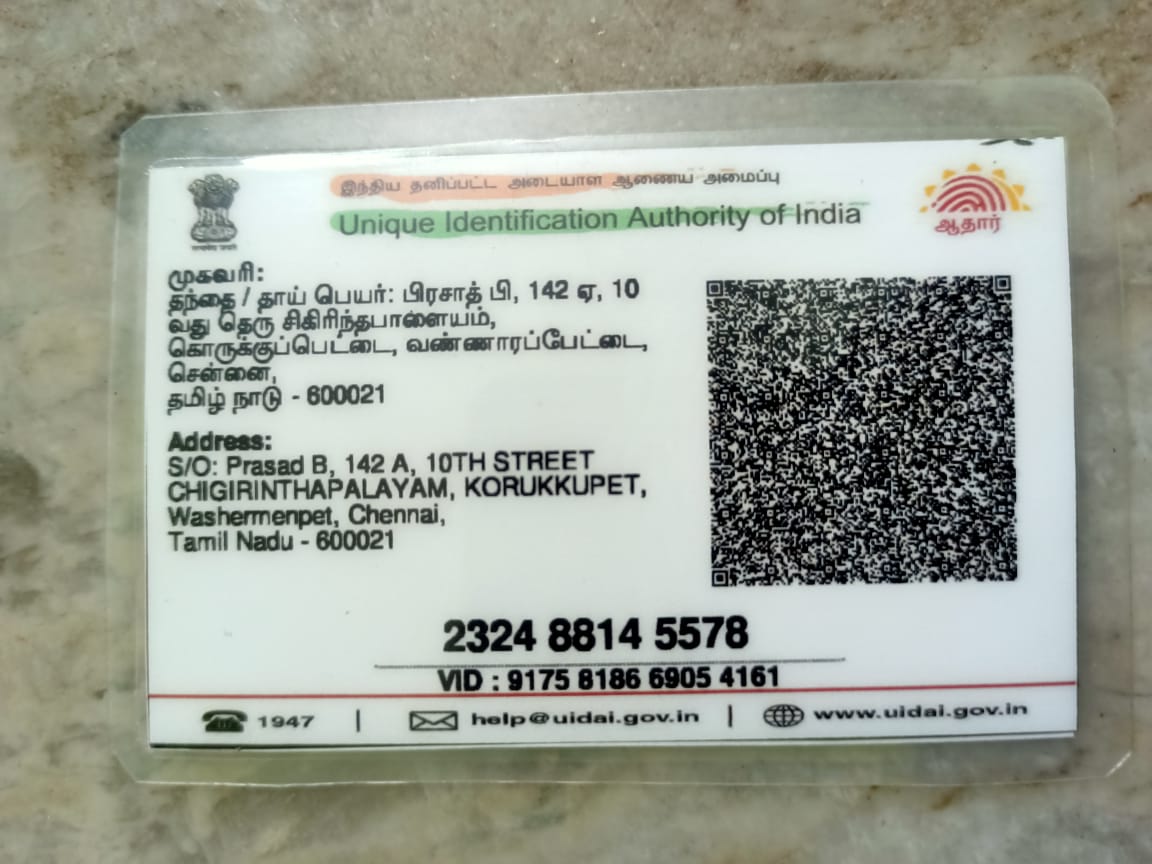 இந்திய தனிப்பட்ட அடையாள ஆணைய அமைப்பு
Unique Identification Authority of India
ஆதார்
முகவரி:
தந்தை / தாய் பெயர்: பிரசாத் பி, 142 ஏ, 10
வது தெரு சிகிரிந்தபாளையம்,
கொருக்குப்பெட்டை, வண்ணாரப்பேட்டை,
சென்னை,
தமிழ் நாடு - 600021
Address:
S/O: Prasad B, 142 A, 10TH STREET
CHIGIRINTHAPALAYAM, KORUKKUPET,
Washermenpet, Chennai,
Tamil Nadu - 600021
2324 8814 5578
VID : 9175 8186 6905 4161
1947 | help@uidai.gov.in | www.uidai.gov.in